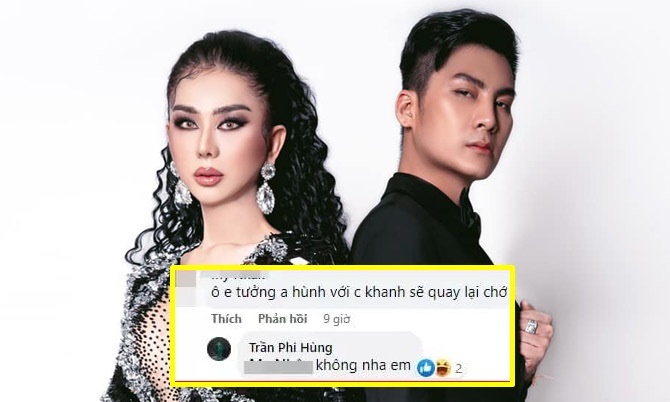 ô e tưởng a hùnh với c khanh sẽ quay lại chớ
Thích Phản hồi 9 giờ
Trần Phi Hùng
không nha em 2